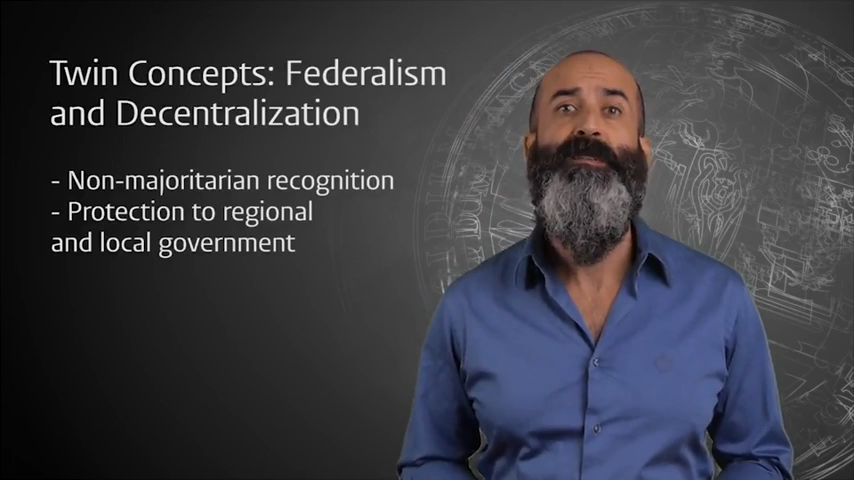 Twin Concepts: Federalism
and Decentralization
- Non-majoritarian recognition
- Protection to regional
and local government